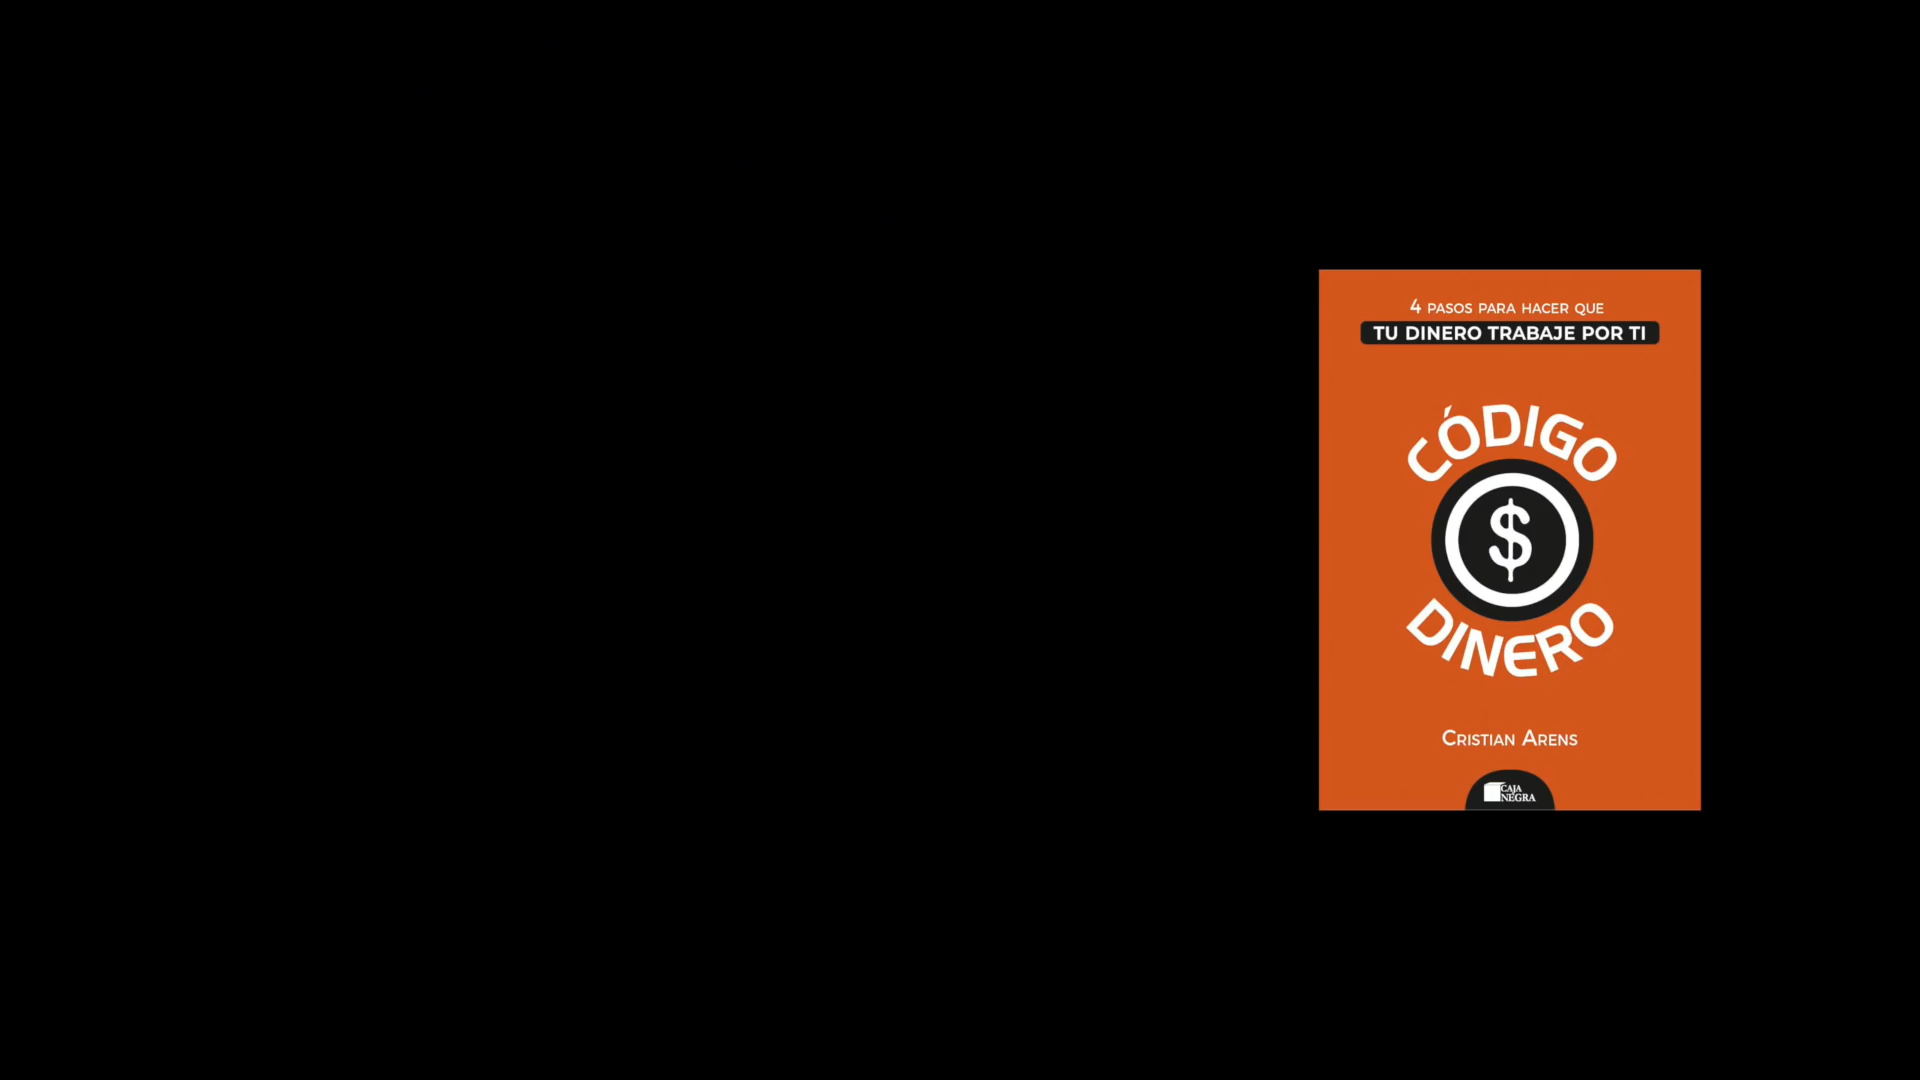 4 PASOS PARA HACER QUE
TU DINERO TRABAJE POR TI
CÓDIGO
$
DINERO
CRISTIAN ARENS
CAJA
NEGRA